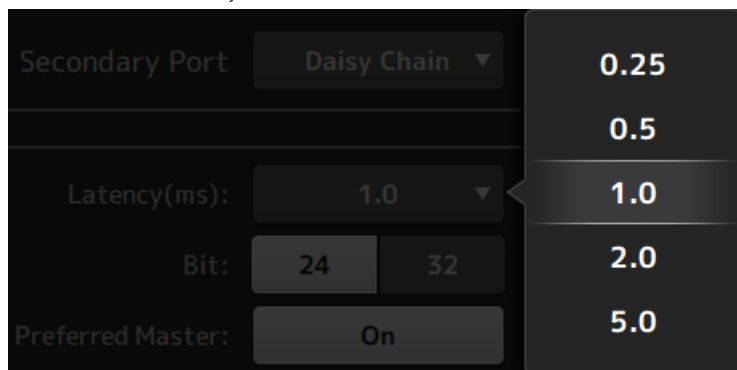 Secondary Port Daisy Chain ▼
Latency(ms): 1.0 ▼
Bit: 24 32
Preferred Master: On
0.25
0.5
1.0
2.0
5.0